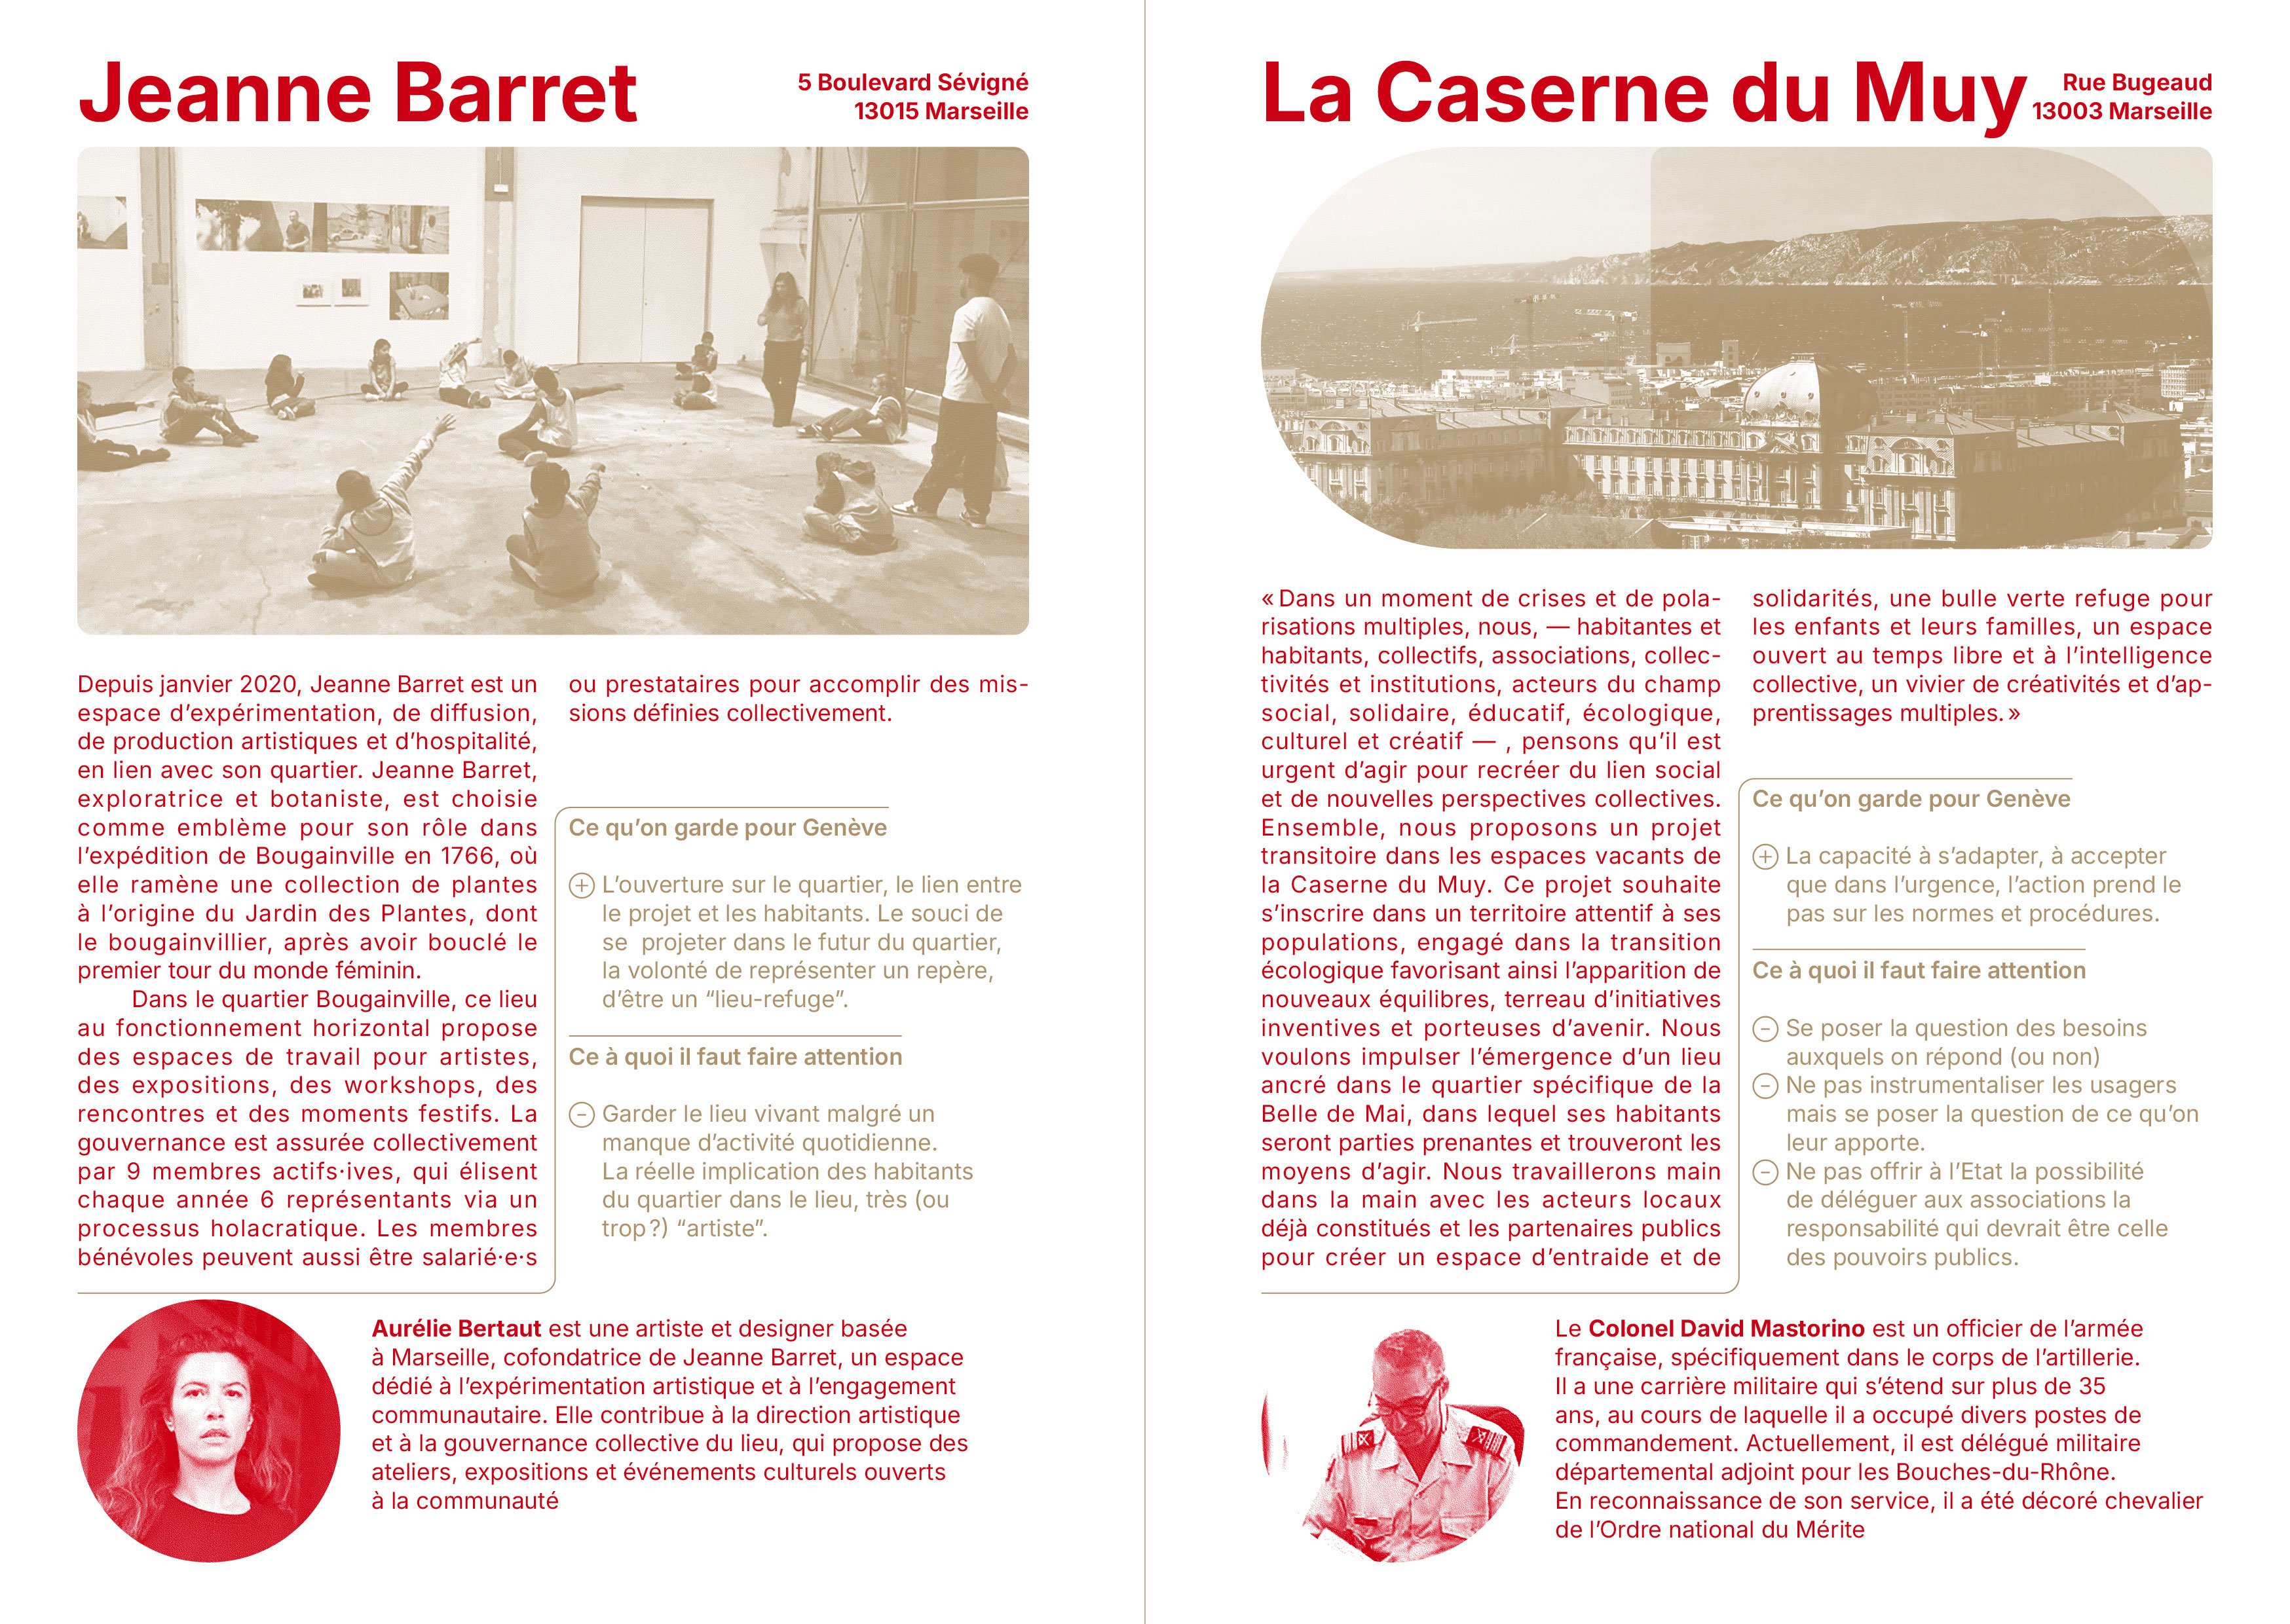 Jeanne Barret
5 Boulevard Sévigné
13015 Marseille
Depuis janvier 2020, Jeanne Barret est un
espace d’expérimentation, de diffusion,
de production artistiques et d’hospitalité,
en lien avec son quartier. Jeanne Barret,
exploratrice et botaniste, est choisie
comme emblème pour son rôle dans
l’expédition de Bougainville en 1766, où
elle ramène une collection de plantes
à l’origine du Jardin des Plantes, dont
le bougainvillier, après avoir bouclé le
premier tour du monde féminin.
Dans le quartier Bougainville, ce lieu
au fonctionnement horizontal propose
des espaces de travail pour artistes,
des expositions, des workshops, des
rencontres et des moments festifs. La
gouvernance est assurée collectivement
par 9 membres actifs·ives, qui élisent
chaque année 6 représentants via un
processus holacratique. Les membres
bénévoles peuvent aussi être salarié·e·s
ou prestataires pour accomplir des mis-
sions définies collectivement.
Ce qu’on garde pour Genève
+ L’ouverture sur le quartier, le lien entre
le projet et les habitants. Le souci de
se  projeter dans le futur du quartier,
la volonté de représenter un repère,
d’être un “lieu-refuge”.
Ce à quoi il faut faire attention
- Garder le lieu vivant malgré un
manque d’activité quotidienne.
La réelle implication des habitants
du quartier dans le lieu, très (ou
trop ?) “artiste”.
Aurélie Bertaut est une artiste et designer basée
à Marseille, cofondatrice de Jeanne Barret, un espace
dédié à l’expérimentation artistique et à l’engagement
communautaire. Elle contribue à la direction artistique
et à la gouvernance collective du lieu, qui propose des
ateliers, expositions et événements culturels ouverts
à la communauté
La Caserne du Muy
Rue Bugeaud
13003 Marseille
« Dans un moment de crises et de pola-
risations multiples, nous, — habitantes et
habitants, collectifs, associations, collec-
tivités et institutions, acteurs du champ
social, solidaire, éducatif, écologique,
culturel et créatif — , pensons qu’il est
urgent d’agir pour recréer du lien social
et de nouvelles perspectives collectives.
Ensemble, nous proposons un projet
transitoire dans les espaces vacants de
la Caserne du Muy. Ce projet souhaite
s’inscrire dans un territoire attentif à ses
populations, engagé dans la transition
écologique favorisant ainsi l’apparition de
nouveaux équilibres, terreau d’initiatives
inventives et porteuses d’avenir. Nous
voulons impulser l’émergence d’un lieu
ancré dans le quartier spécifique de la
Belle de Mai, dans lequel ses habitants
seront parties prenantes et trouveront les
moyens d’agir. Nous travaillerons main
dans la main avec les acteurs locaux
déjà constitués et les partenaires publics
pour créer un espace d’entraide et de
solidarités, une bulle verte refuge pour
les enfants et leurs familles, un espace
ouvert au temps libre et à l’intelligence
collective, un vivier de créativités et d’ap-
prentissages multiples. »
Ce qu’on garde pour Genève
+ La capacité à s’adapter, à accepter
que dans l’urgence, l’action prend le
pas sur les normes et procédures.
Ce à quoi il faut faire attention
- Se poser la question des besoins
auxquels on répond (ou non)
- Ne pas instrumentaliser les usagers
mais se poser la question de ce qu’on
leur apporte.
- Ne pas offrir à l’Etat la possibilité
de déléguer aux associations la
responsabilité qui devrait être celle
des pouvoirs publics.
Le Colonel David Mastorino est un officier de l’armée
française, spécifiquement dans le corps de l’artillerie.
Il a une carrière militaire qui s’étend sur plus de 35
ans, au cours de laquelle il a occupé divers postes de
commandement. Actuellement, il est délégué militaire
départemental adjoint pour les Bouches-du-Rhône.
En reconnaissance de son service, il a été décoré chevalier
de l’Ordre national du Mérite